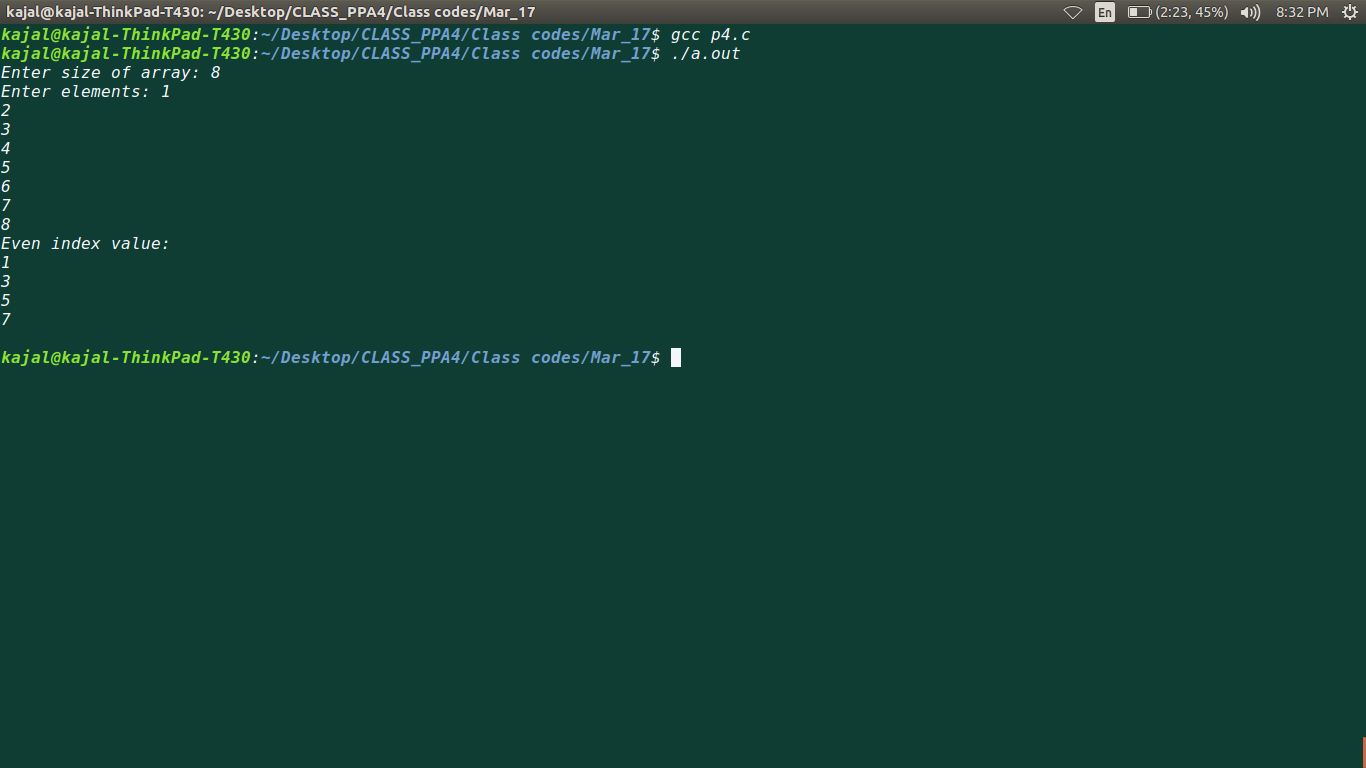 kajal@kajal-ThinkPad-T430: ~/Desktop/CLASS_PPA4/Class codes/Mar_17 En (2:23, 45%) 8:32 PM
kajal@kajal-ThinkPad-T430:~/Desktop/CLASS_PPA4/Class codes/Mar_17$ gcc p4.c
kajal@kajal-ThinkPad-T430:~/Desktop/CLASS_PPA4/Class codes/Mar_17$ ./a.out
Enter size of array: 8
Enter elements: 1
2
3
4
5
6
7
8
Even index value:
1
3
5
7
kajal@kajal-ThinkPad-T430:~/Desktop/CLASS_PPA4/Class codes/Mar_17$